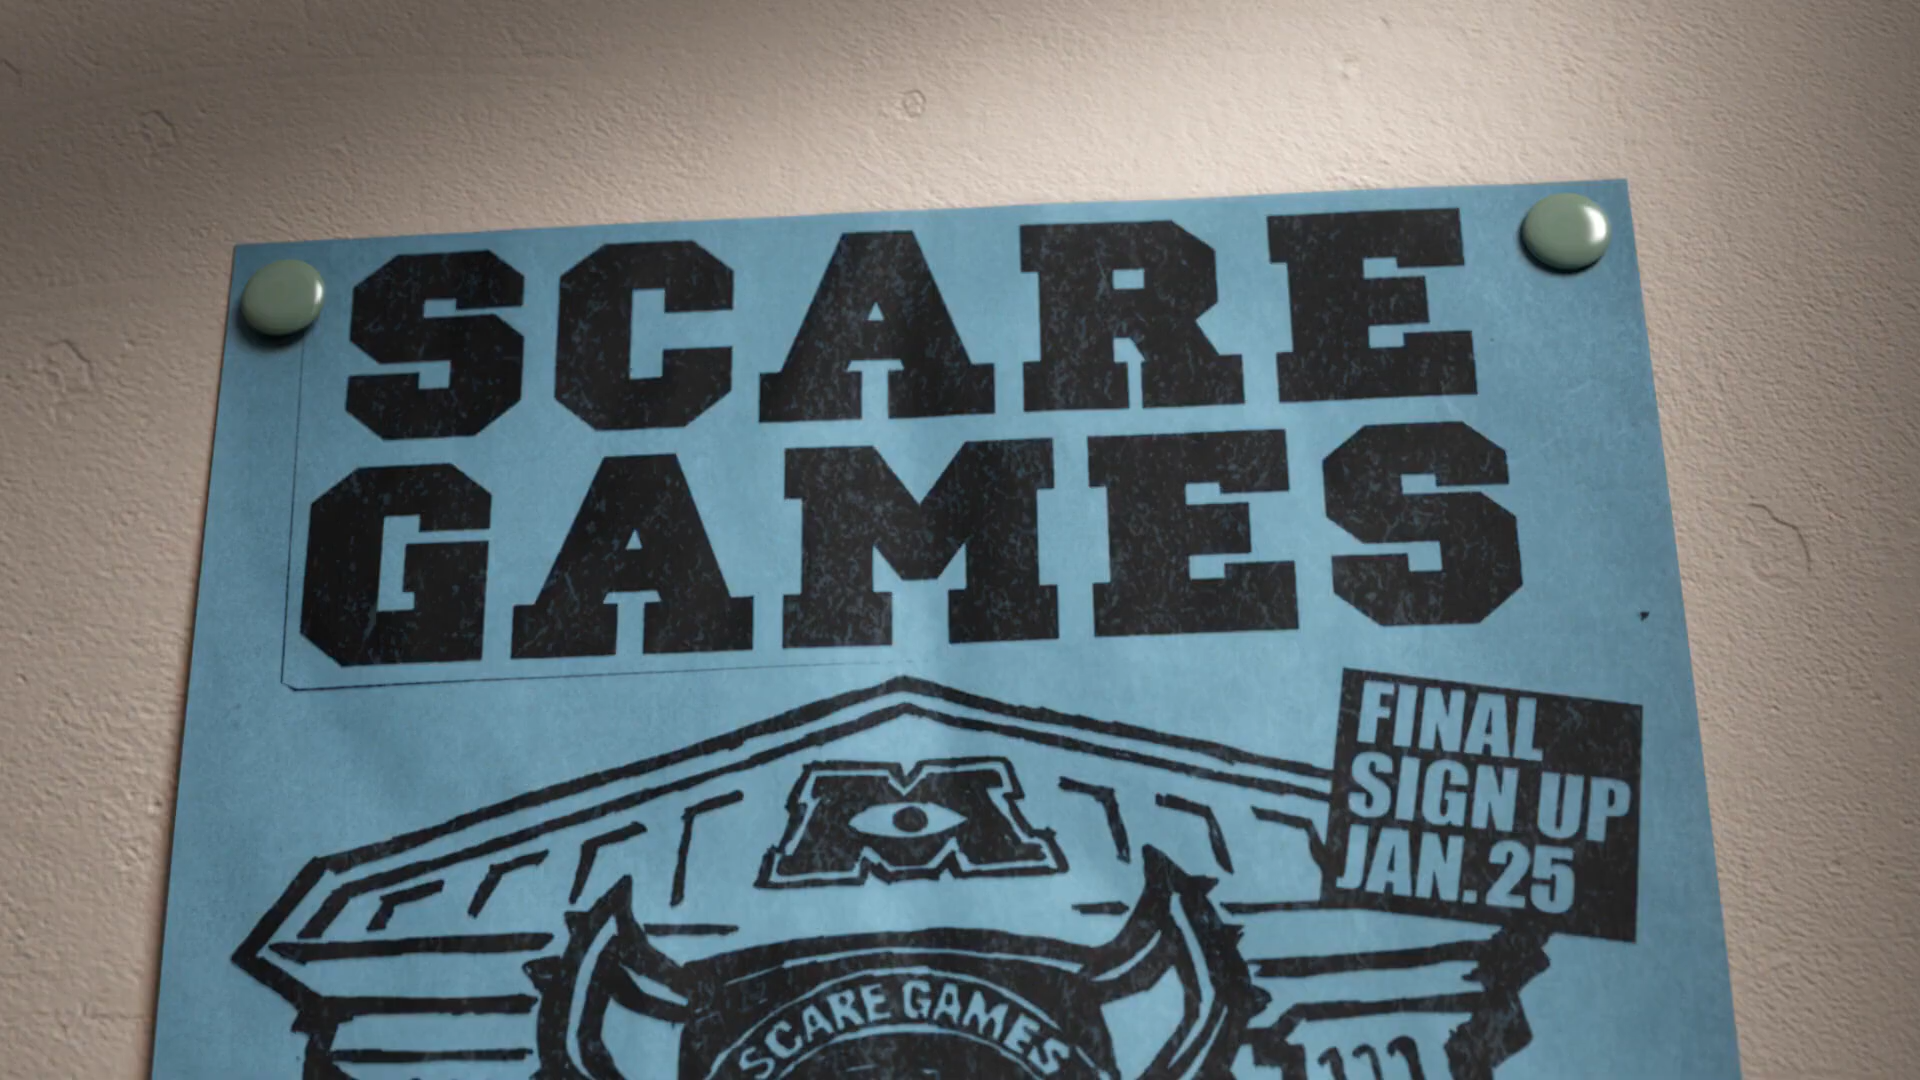 SCARE
GAMES
FINAL
SIGN UP
JAN. 25
M
SCARE GAMES